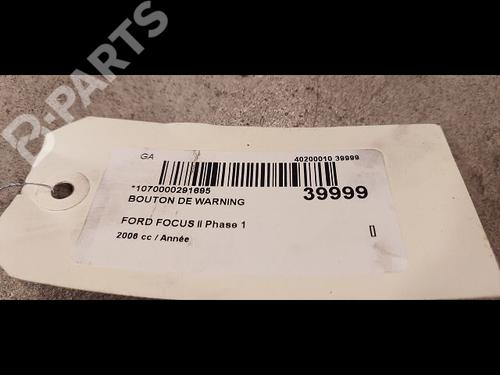 B-PARTS
GA
40200010 39999
*1070000291695
39999
BOUTON DE WARNING
FORD FOCUS II Phase 1
2006 cc / Année